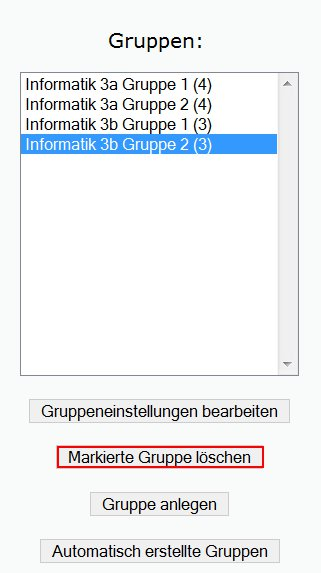 Gruppen:
Informatik 3a Gruppe 1 (4)
Informatik 3a Gruppe 2 (4)
Informatik 3b Gruppe 1 (3)
Informatik 3b Gruppe 2 (3)
Gruppeneinstellungen bearbeiten
Markierte Gruppe löschen
Gruppe anlegen
Automatisch erstellte Gruppen